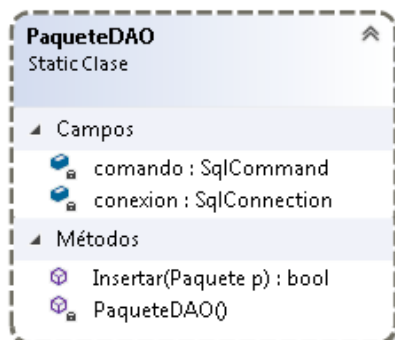 PaqueteDAO
Static Clase
Campos
comando : SqlCommand
conexion : SqlConnection
Métodos
Insertar(Paquete p) : bool
PaqueteDAO()